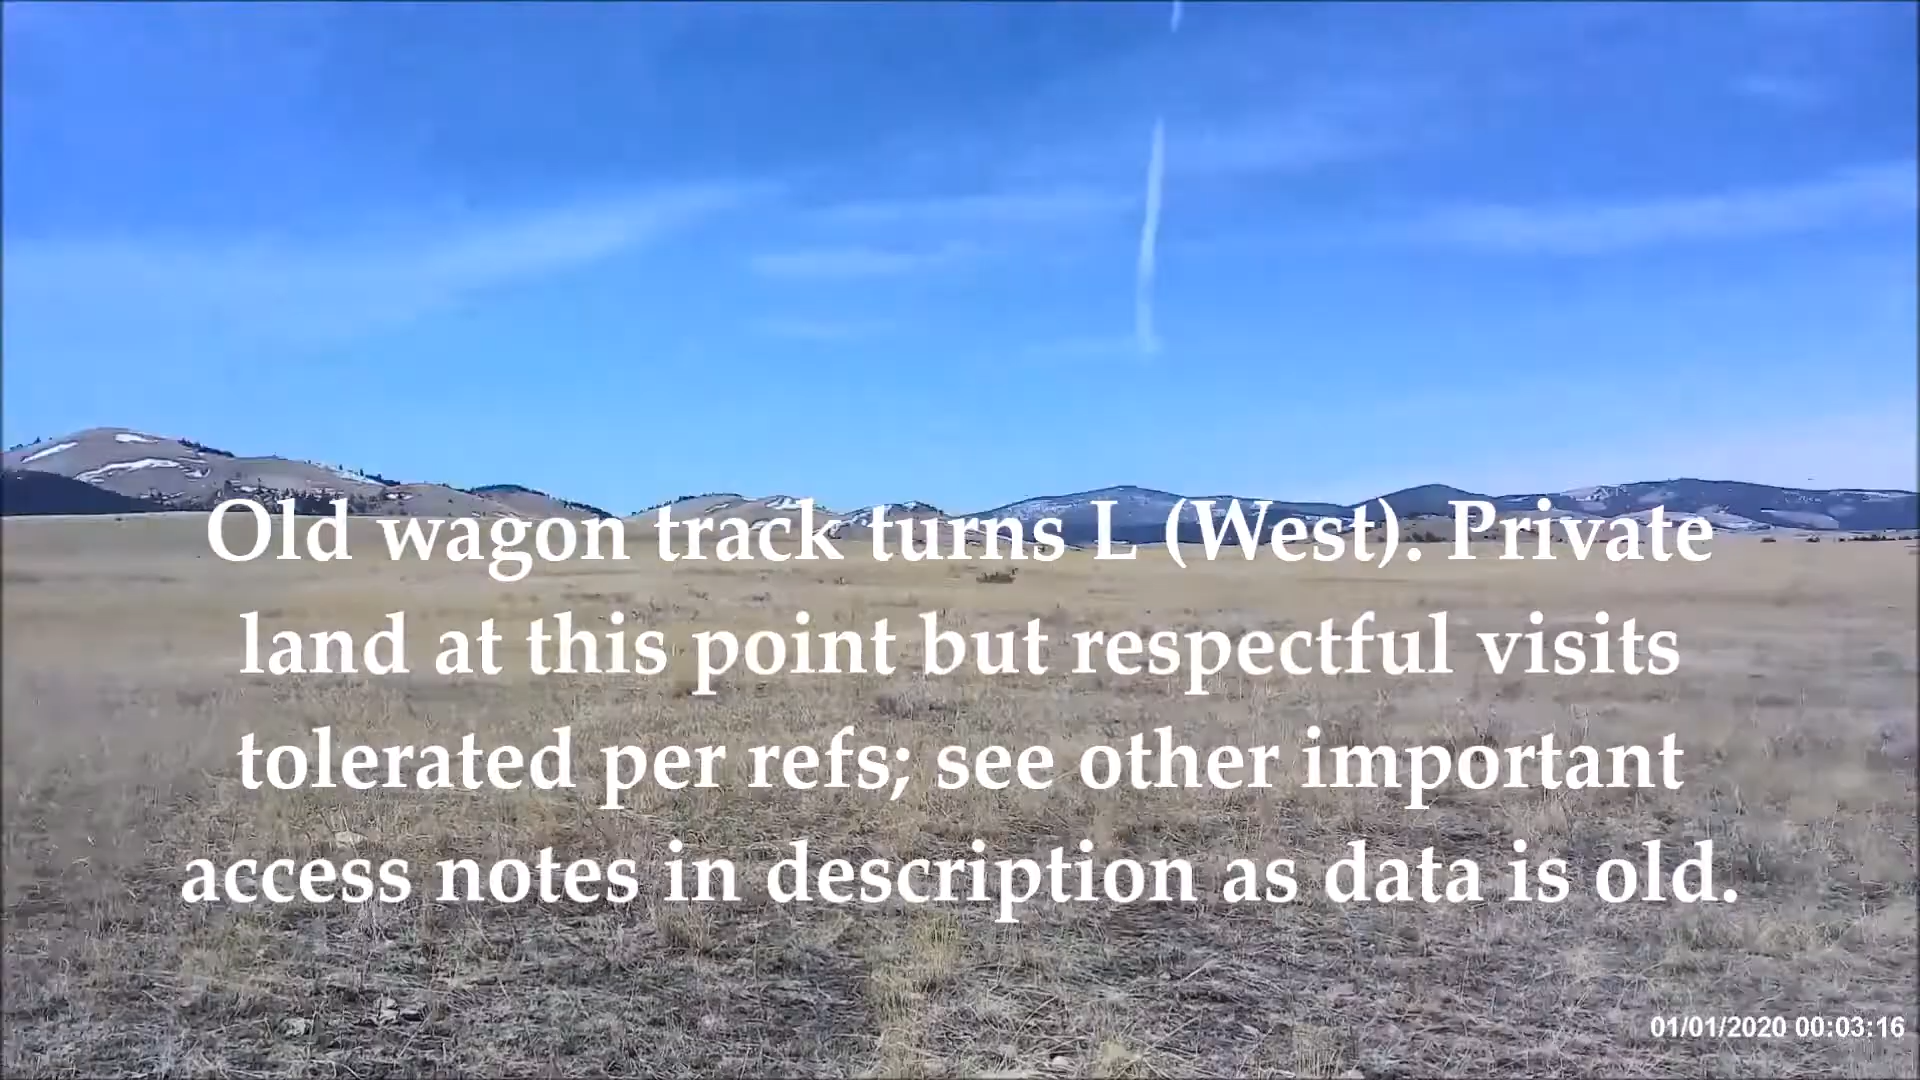 Old wagon track turns L (West). Private
land at this point but respectful visits
tolerated per refs; see other important
access notes in description as data is old.
01/01/2020 00:03:16